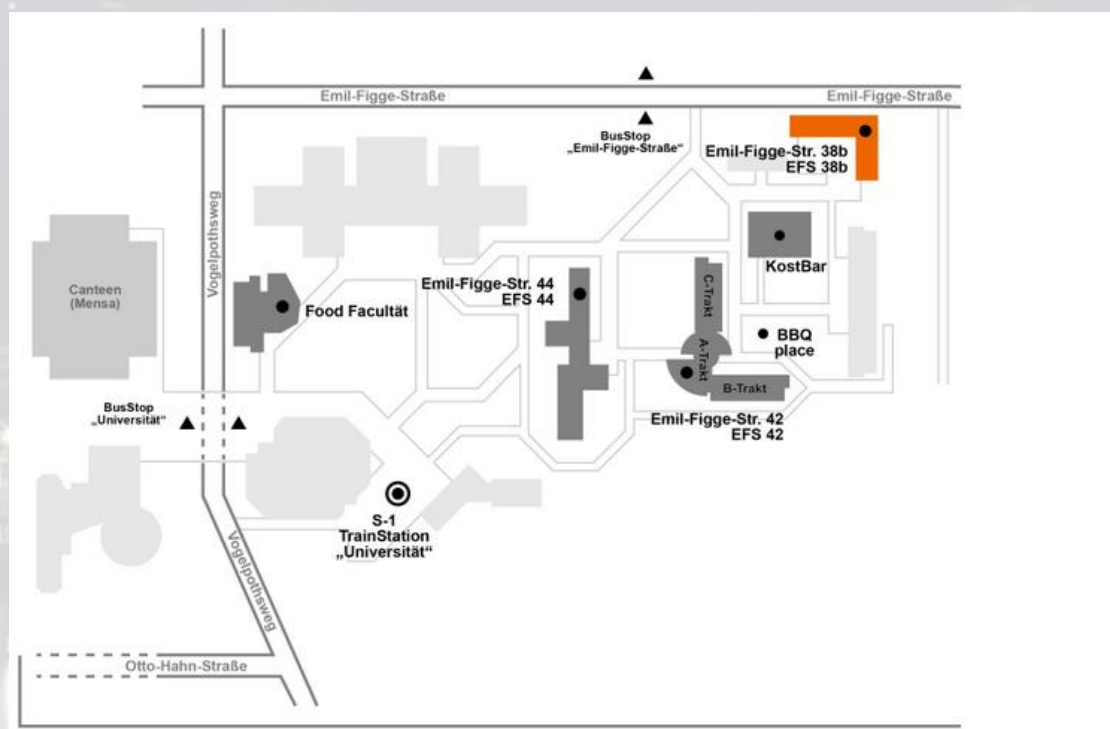 Emil-Figge-Straße
Emil-Figge-Straße
BusStop
„Emil-Figge-Straße“
Emil-Figge-Str. 38b
EFS 38b
Vogelpothsweg
KostBar
Canteen
(Mensa)
Emil-Figge-Str. 44
EFS 44
C-Trakt
Food Facultät
BBQ
place
A-Trakt
B-Trakt
BusStop
„Universität“
Emil-Figge-Str. 42
EFS 42
S-1
TrainStation
„Universität“
Vogelpothsweg
Otto-Hahn-Straße